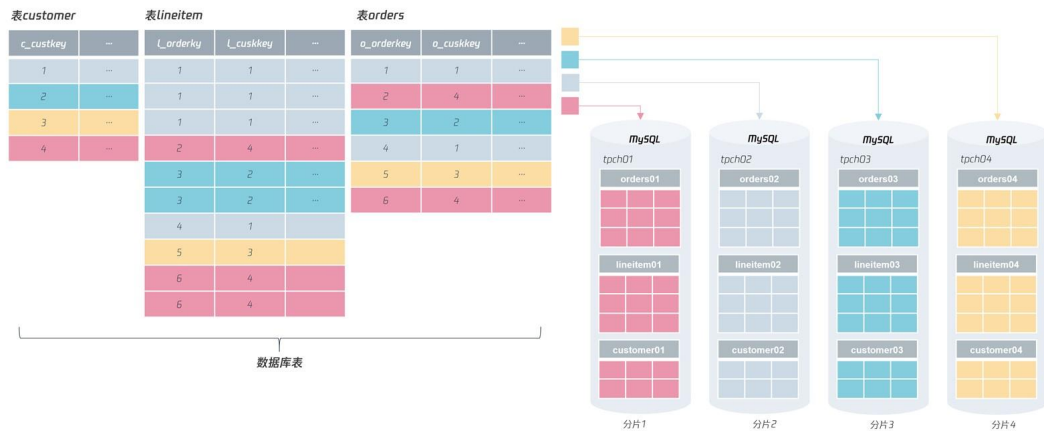 表customer
表lineitem
表orders
c_custkey ...
1 ...
2 ...
3 ...
4 ...
l_orderky l_cuskkey ...
1 1 ...
1 1 ...
1 1 ...
2 4 ...
3 2 ...
3 2 ...
4 1
5 3
6 4
6 4
o_orderkey o_cuskkey ...
1 1 ...
2 4 ...
3 2 ...
4 1 ...
5 3 ...
6 4 ...
数据库表
MySQL
tpch01
orders01
lineitem01
customer01
分片1
MySQL
tpch02
orders02
lineitem02
customer02
分片2
MySQL
tpch03
orders03
lineitem03
customer03
分片3
MySQL
tpch04
orders04
lineitem04
customer04
分片4